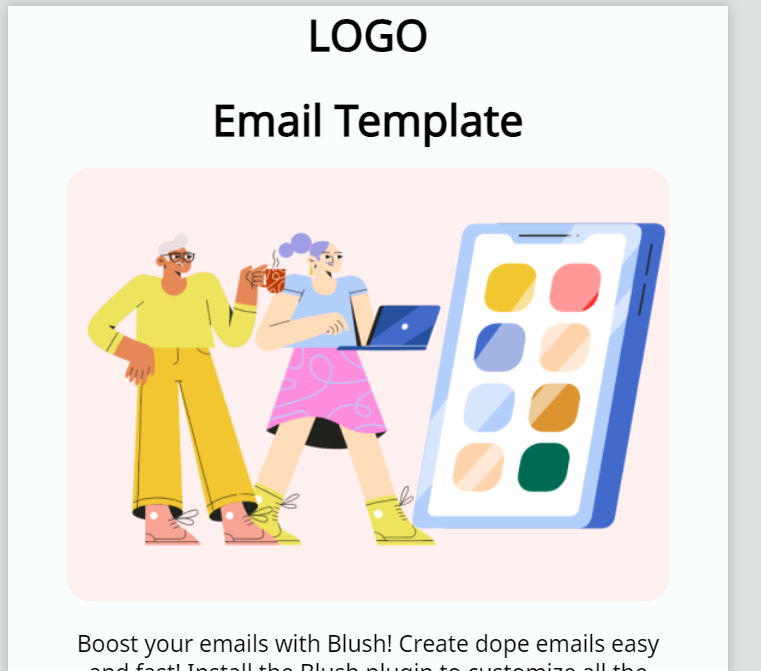 LOGO
Email Template
Boost your emails with Blush! Create dope emails easy
and fast! Install the Blush plugin to customize all the